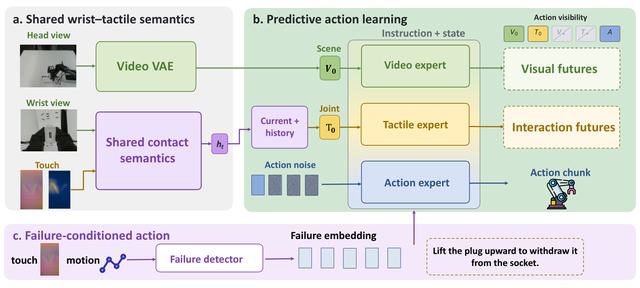 a. Shared wrist–tactile semantics
Head view
Video VAE
Wrist view
Shared contact
semantics
Touch
hₜ
b. Predictive action learning
Instruction + state
Action visibility
V₀
T₀
A
Scene
V₀
Video expert
Visual futures
Current +
history
Joint
T₀
Tactile expert
Interaction futures
Action noise
Action expert
Action chunk
c. Failure-conditioned action
touch
motion
Failure detector
Failure embedding
Lift the plug upward to withdraw it
from the socket.